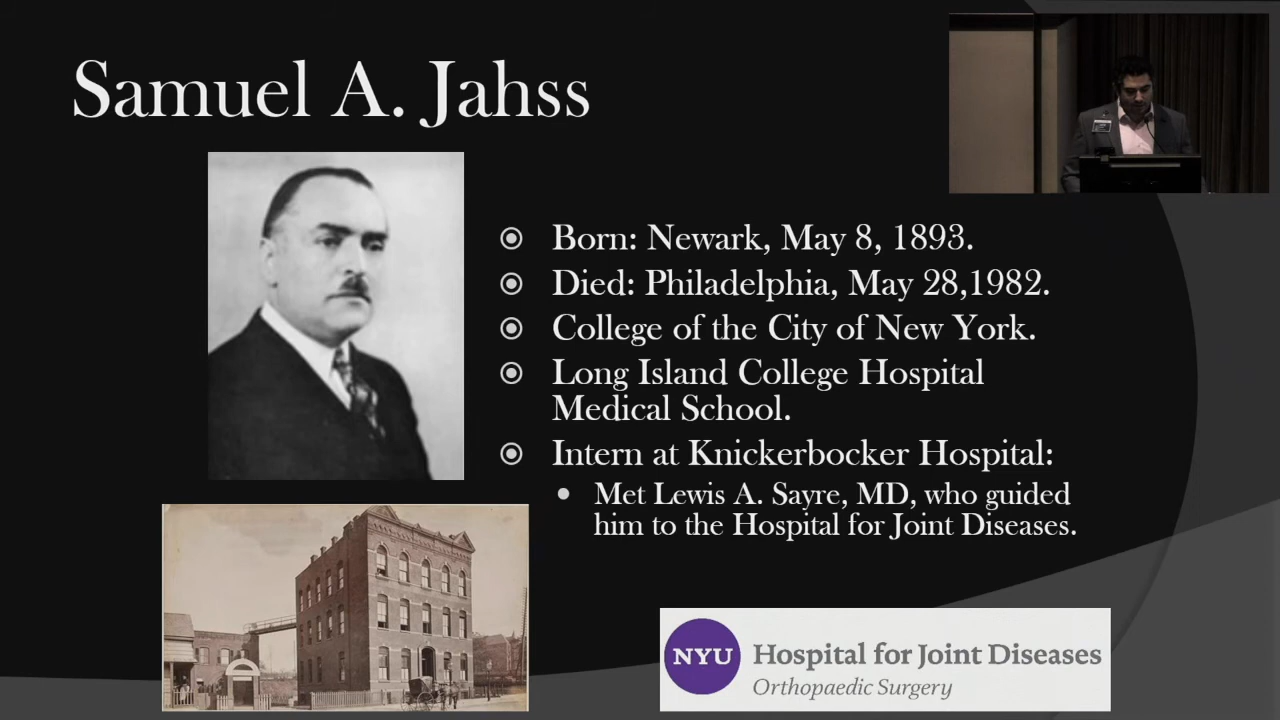 Samuel A. Jahss
Born: Newark, May 8, 1893.
Died: Philadelphia, May 28,1982.
College of the City of New York.
Long Island College Hospital
Medical School.
Intern at Knickerbocker Hospital:
Met Lewis A. Sayre, MD, who guided
him to the Hospital for Joint Diseases.
NYU
Hospital for Joint Diseases
Orthopaedic Surgery